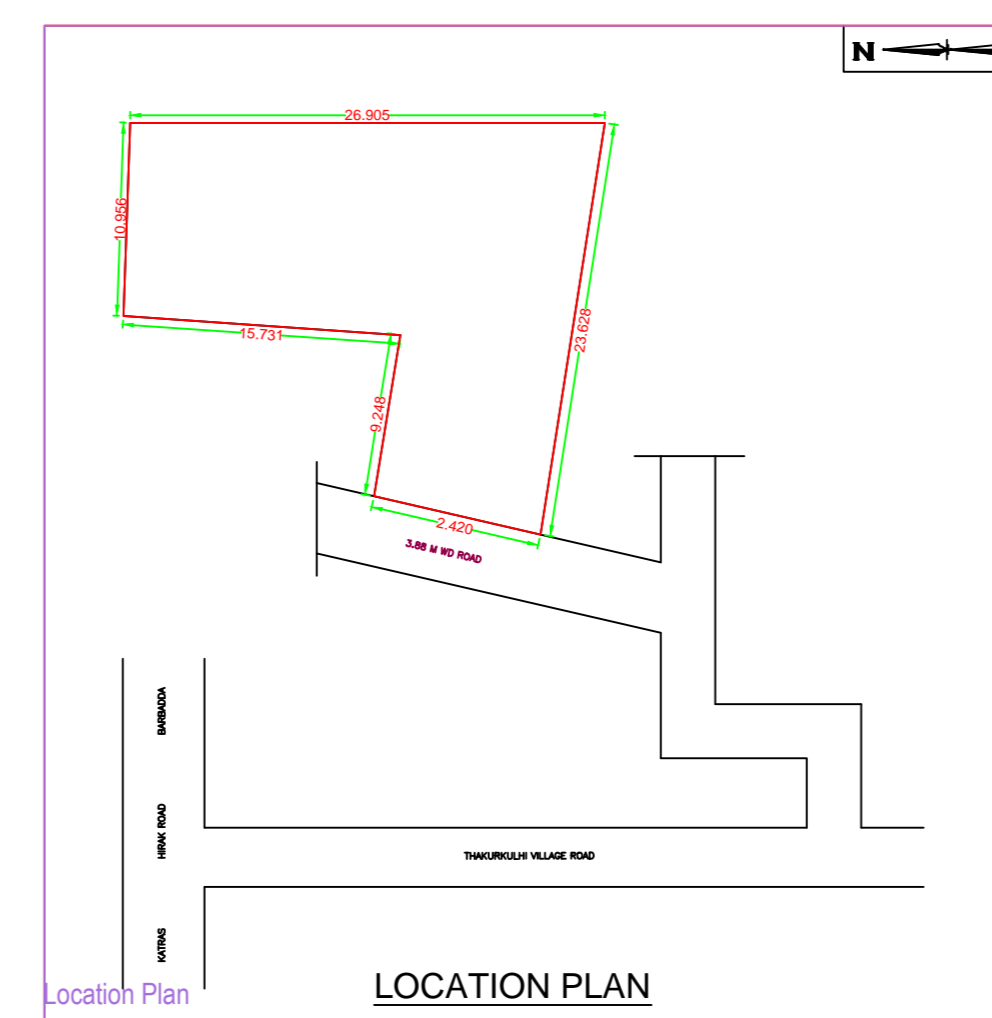 N
26.905
10.956
15.731
23.628
9.248
2.420
3.88 M WD ROAD
BARBADDA
HIRAK ROAD
THAKURKULHI VILLAGE ROAD
KATRAS
LOCATION PLAN
Location Plan